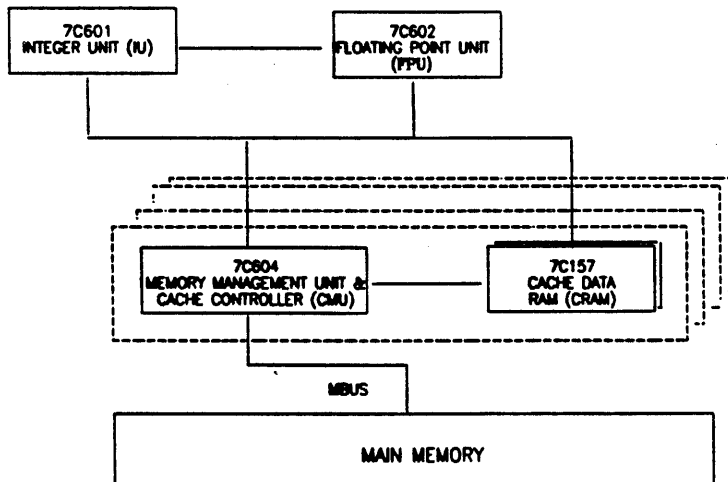 7C601
INTEGER UNIT (IU)
7C602
FLOATING POINT UNIT
(FPU)
7C604
MEMORY MANAGEMENT UNIT &
CACHE CONTROLLER (CMU)
7C157
CACHE DATA
RAM (CRAM)
MBUS
MAIN MEMORY